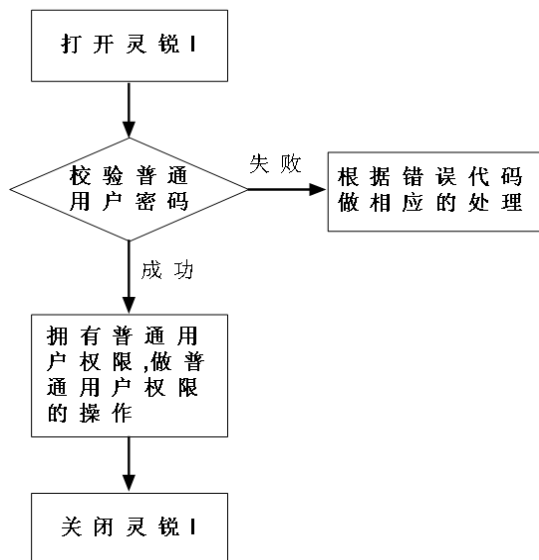 打开灵锐I
校验普通
用户密码
失败
根据错误代码
做相应的处理
成功
拥有普通用
户权限,做普
通用户权限
的操作
关闭灵锐I